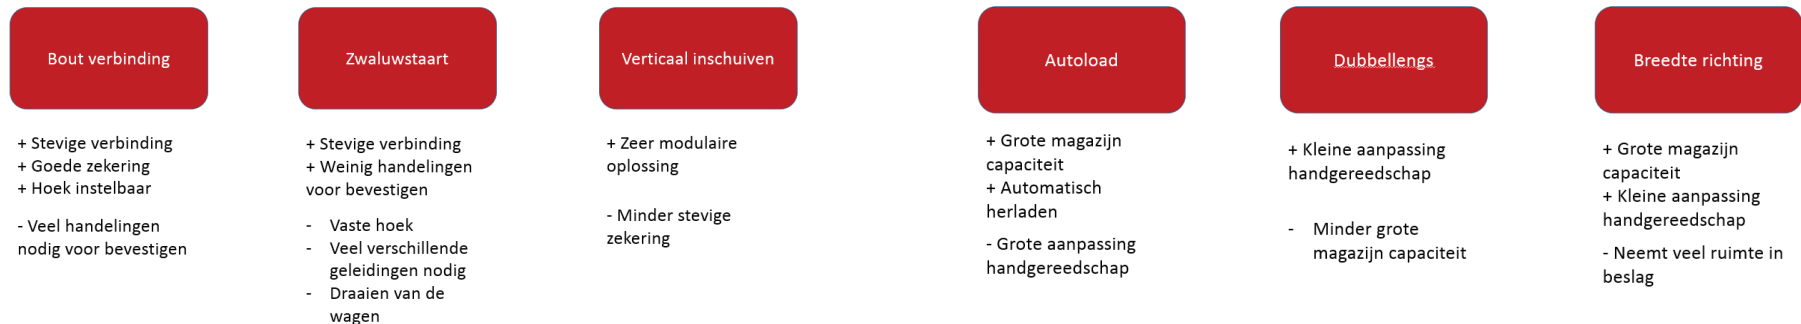 Bout verbinding
+ Stevige verbinding
+ Goede zekering
+ Hoek instelbaar
- Veel handelingen
nodig voor bevestigen
Zwaluwstaart
+ Stevige verbinding
+ Weinig handelingen
voor bevestigen
- Vaste hoek
- Veel verschillende
geleidingen nodig
- Draaien van de
wagen
Verticaal inschuiven
+ Zeer modulaire
oplossing
- Minder stevige
zekering
Autoload
+ Grote magazijn
capaciteit
+ Automatisch
herladen
- Grote aanpassing
handgereedschap
Dubbellengs
+ Kleine aanpassing
handgereedschap
- Minder grote
magazijn capaciteit
Breedte richting
+ Grote magazijn
capaciteit
+ Kleine aanpassing
handgereedschap
- Neemt veel ruimte in
beslag